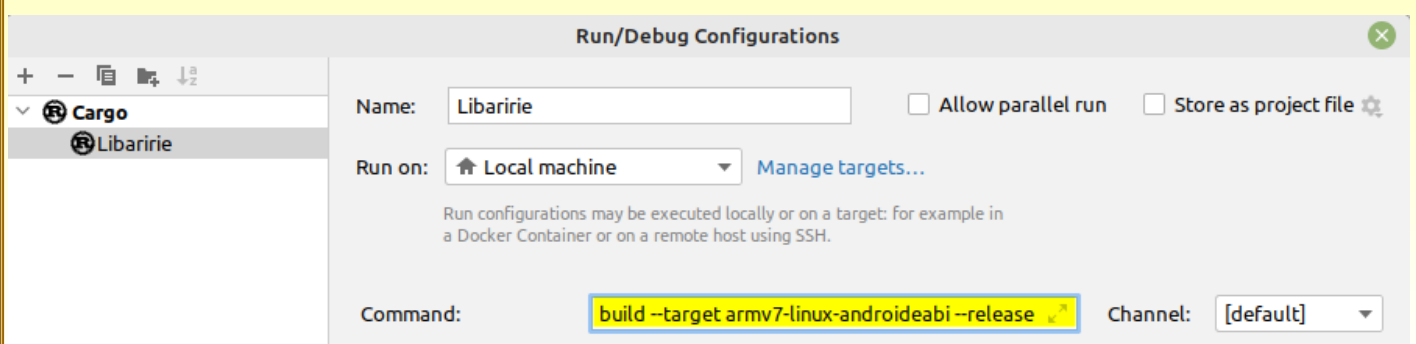 Run/Debug Configurations
Cargo
Libaririe
Name: Libaririe Allow parallel run Store as project file
Run on: Local machine Manage targets...
Run configurations may be executed locally or on a target: for example in
a Docker Container or on a remote host using SSH.
Command: build --target armv7-linux-androideabi --release Channel: [default]